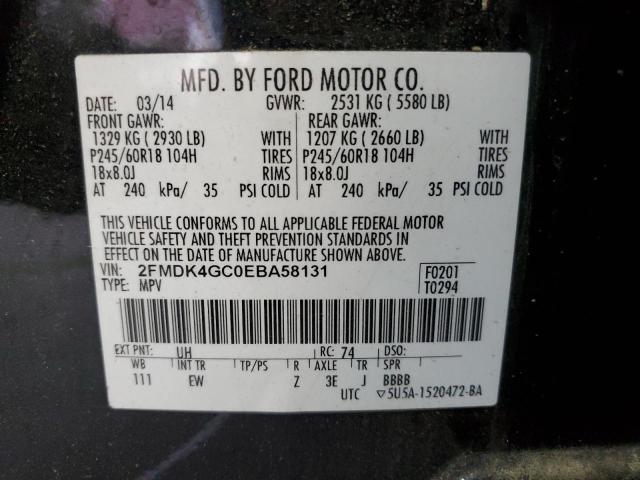 MFD. BY FORD MOTOR CO.
DATE: 03/14 GVWR: 2531 KG ( 5580 LB)
FRONT GAWR: REAR GAWR:
1329 KG ( 2930 LB) WITH 1207 KG ( 2660 LB) WITH
P245/60R18 104H TIRES P245/60R18 104H TIRES
18x8.0J RIMS 18x8.0J RIMS
AT 240 kPa/ 35 PSI COLD AT 240 kPa/ 35 PSI COLD
THIS VEHICLE CONFORMS TO ALL APPLICABLE FEDERAL MOTOR
VEHICLE SAFETY AND THEFT PREVENTION STANDARDS IN
EFFECT ON THE DATE OF MANUFACTURE SHOWN ABOVE.
VIN: 2FMDK4GC0EBA58131 F0201
TYPE: MPV T0294
EXT PNT: UH RC: 74 DSO:
WB INT TR TP/PS R AXLE TR SPR
111 EW Z 3E J BBBB
UTC ▽5U5A-1520472-BA